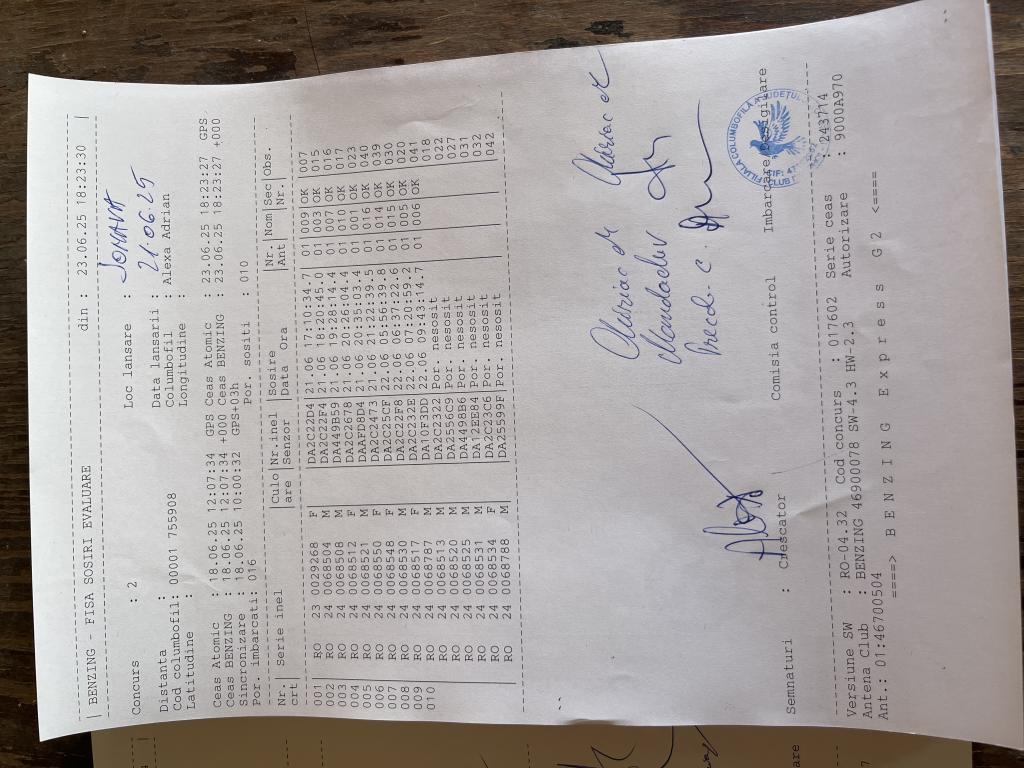 | BENZING - FISA SOSIRI EVALUARE din : 23.06.25 18:23:30 |
Concurs : 2 Loc lansare : JOHAVA
Distanta : Data lansarii : 21.06.25
Cod columbofil: 00001 755908 Columbofil : Alexa Adrian
Latitudine : Longitudine :
Ceas Atomic : 18.06.25 12:07:34 GPS Ceas Atomic : 23.06.25 18:23:27 GPS
Ceas BENZING : 18.06.25 12:07:34 +000 Ceas BENZING : 23.06.25 18:23:27 +000
Sincronizare : 18.06.25 10:00:32 GPS+03h
Por. imbarcati: 016 Por. sositi : 010
Nr.| Serie inel |Culo|Nr.inel |Sosire |Nr. |Nom|Sec|Obs.
Ort| |are |Senzor |Data Ora |Ant| |Nr.|
001| RO 23 0029268 F |DA2C22D4|21.06 17:10:34.7| 01 |009|OK |007
002| RO 24 0068504 M |DA2C22F4|21.06 18:20:45.0| 01 |003|OK |015
003| RO 24 0068508 M |DA449B49|21.06 19:28:14.4| 01 |007|OK |016
004| RO 24 0068512 F |DA2C2678|21.06 20:26:04.4| 01 |010|OK |017
005| RO 24 0068521 M |DAAFD8D4|21.06 20:35:03.4| 01 |001|OK |023
006| RO 24 0068550 F |DA2C2473|21.06 21:22:39.5| 01 |016|OK |043
007| RO 24 0068548 F |DA2C25CF|22.06 05:56:39.8| 01 |OK |039
008| RO 24 0068530 M |DA2C22F8|22.06 06:37:22.6| 01 |014|OK |030
009| RO 24 0068517 F |DA2C232E|22.06 07:20:59.2| 01 |005|OK |020
010| RO 24 0068787 M |DA10F3DD|22.06 09:43:14.7| 01 |006|OK |041
RO 24 0068513 M |DA2C2322|Por. nesosit |018
RO 24 0068520 M |DA2556C9|Por. nesosit |022
RO 24 0068525 M |DA4498B6|Por. nesosit |027
RO 24 0068531 M |DA12EE84|Por. nesosit |031
RO 24 0068534 F |DA2C23C6|Por. nesosit |032
RO 24 0068788 M |DA25599F|Por. nesosit |042
Semnaturi : Crescator Comisia control Imbarcare Desigilare
FILIALA COLUMBOFILA A JUDEŢUL
CLUB
Versiune SW : RO-04.32 Cod concurs : 017602 Serie ceas : 243714
Antena Club : BENZING 46900078 SW-4.3 HW-2.3 Autorizare : 9000A970
Ant.: 01:46700504
====> B E N Z I N G E x p r e s s G 2 <====